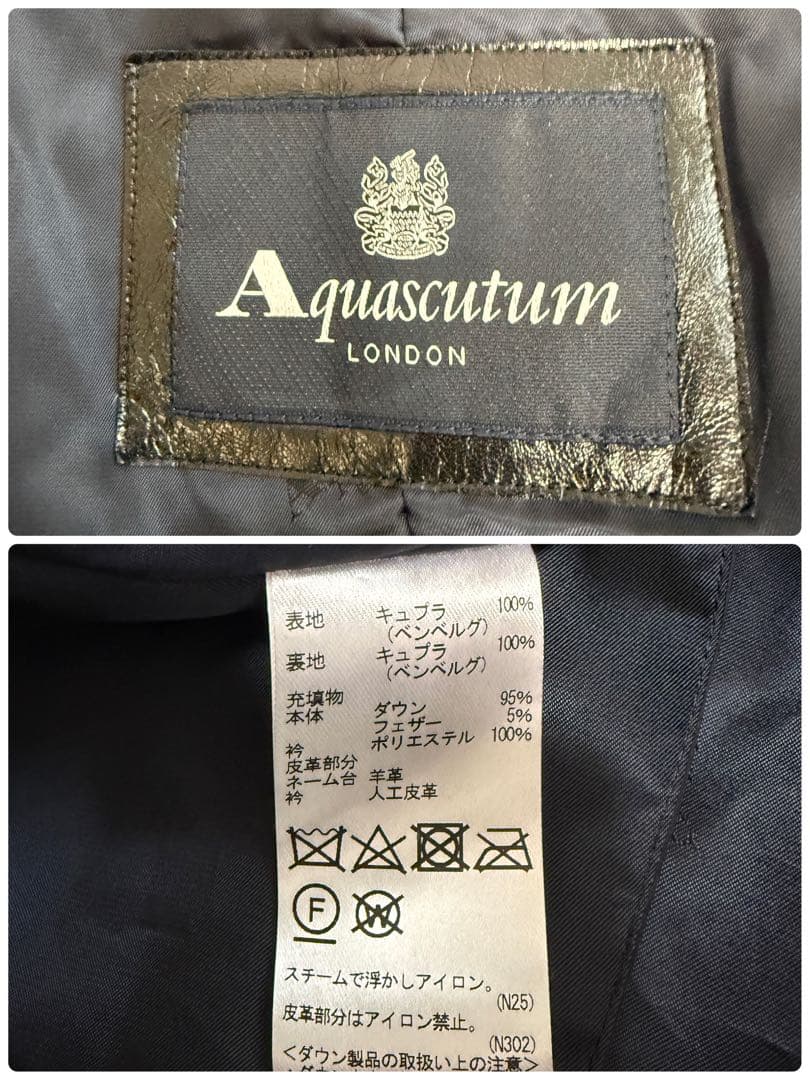 Aquascutum
LONDON
表地 キュプラ 100%
(ベンベルグ)
裏地 キュプラ 100%
(ベンベルグ)
充填物
本体 ダウン 95%
フェザー 5%
衿 ポリエステル 100%
皮革部分
ネーム台 羊革
衿 人工皮革
F W
スチームで浮かしアイロン。
(N25)
皮革部分はアイロン禁止。
(N302)
<ダウン製品の取扱い上の注意>